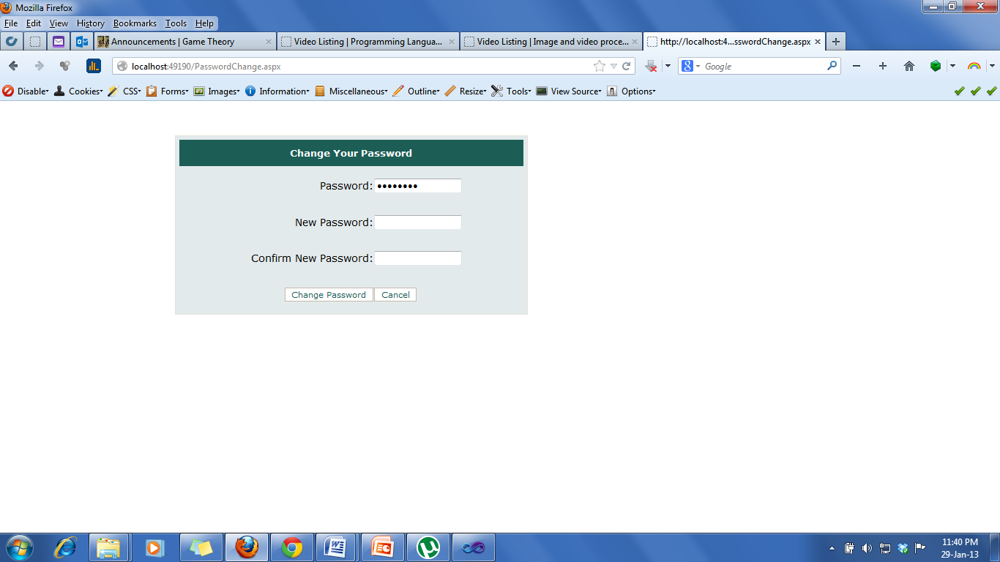 Mozilla Firefox
File Edit View History Bookmarks Tools Help
Announcements | Game Theory
Video Listing | Programming Langua...
Video Listing | Image and video proce...
http://localhost:4...sswordChange.aspx
localhost:49190/PasswordChange.aspx
Google
Disable Cookies CSS Forms Images Information Miscellaneous Outline Resize Tools View Source Options
Change Your Password
Password: ••••••••
New Password:
Confirm New Password:
Change Password Cancel
11:40 PM
29-Jan-13